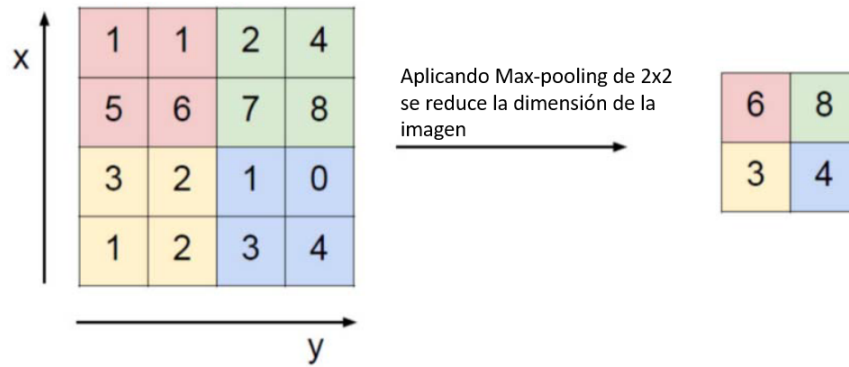 x
1 1 2 4
5 6 7 8
3 2 1 0
1 2 3 4
y
Aplicando Max-pooling de 2x2
se reduce la dimensión de la
imagen
6 8
3 4